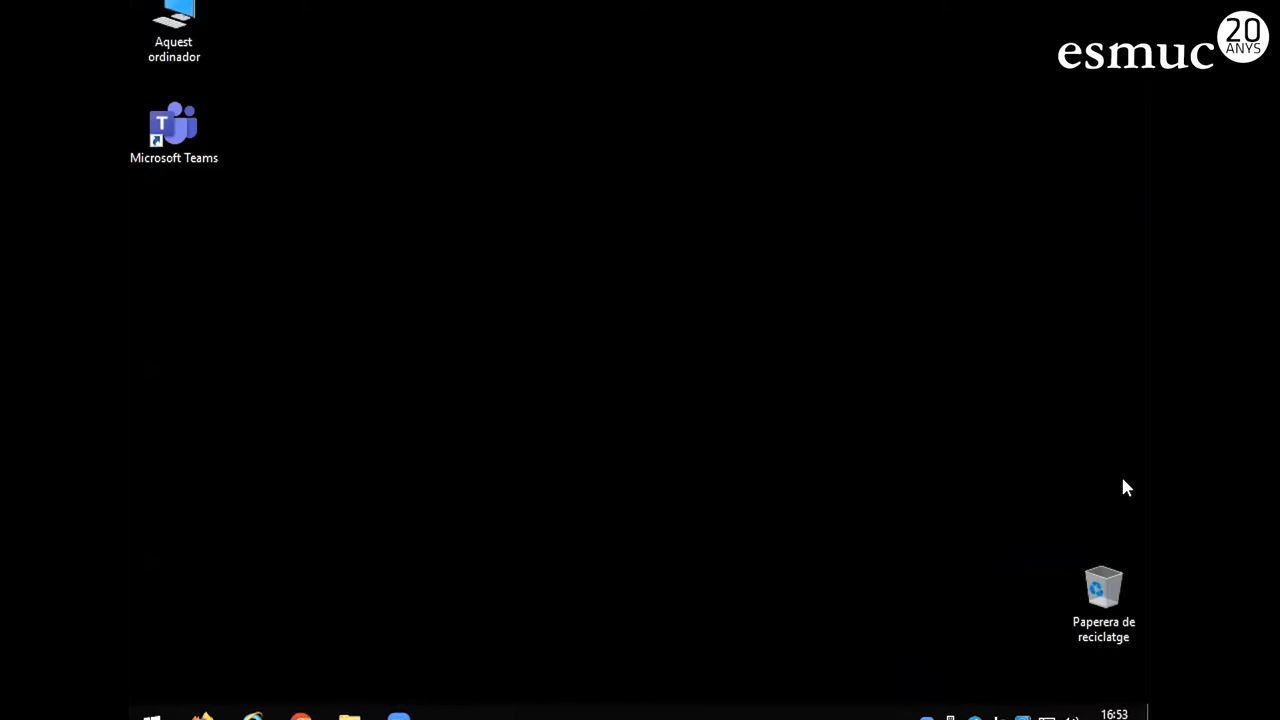 Aquest
ordinador
esmuc
20
ANYS
T
Microsoft Teams
Paperera de
reciclatge
16:53